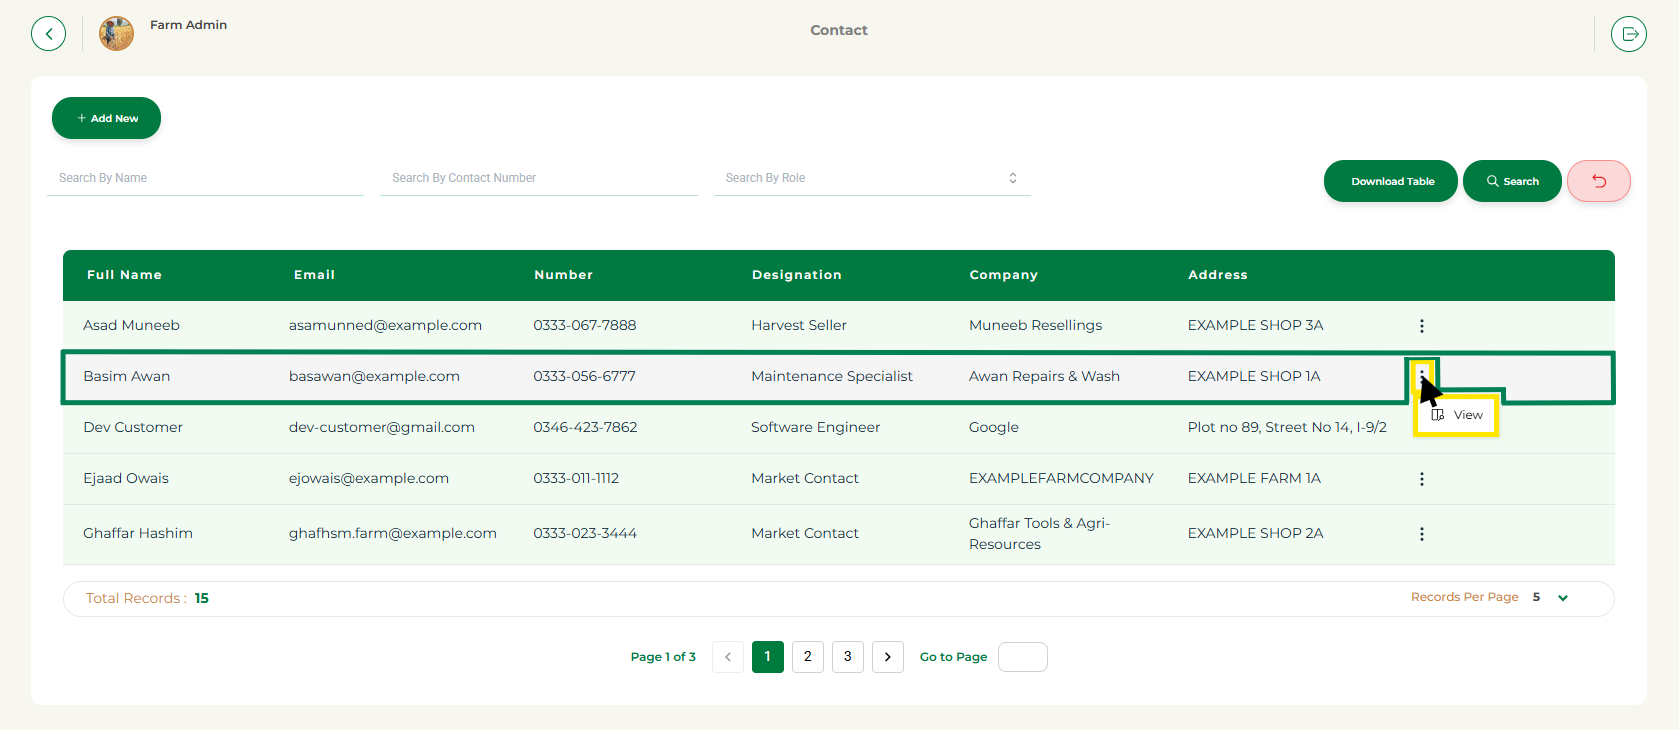 Farm Admin
Contact
+ Add New
Search By Name
Search By Contact Number
Search By Role
Download Table
Search
Full Name Email Number Designation Company Address
Asad Muneeb asamunned@example.com 0333-067-7888 Harvest Seller Muneeb Resellings EXAMPLE SHOP 3A
Basim Awan basawan@example.com 0333-056-6777 Maintenance Specialist Awan Repairs & Wash EXAMPLE SHOP 1A
View
Dev Customer dev-customer@gmail.com 0346-423-7862 Software Engineer Google Plot no 89, Street No 14, I-9/2
Ejaad Owais ejowais@example.com 0333-011-1112 Market Contact EXAMPLEFARMCOMPANY EXAMPLE FARM 1A
Ghaffar Hashim ghafhsm.farm@example.com 0333-023-3444 Market Contact Ghaffar Tools & Agri-
Resources EXAMPLE SHOP 2A
Total Records : 15
Records Per Page 5
Page 1 of 3 < 1 2 3 > Go to Page